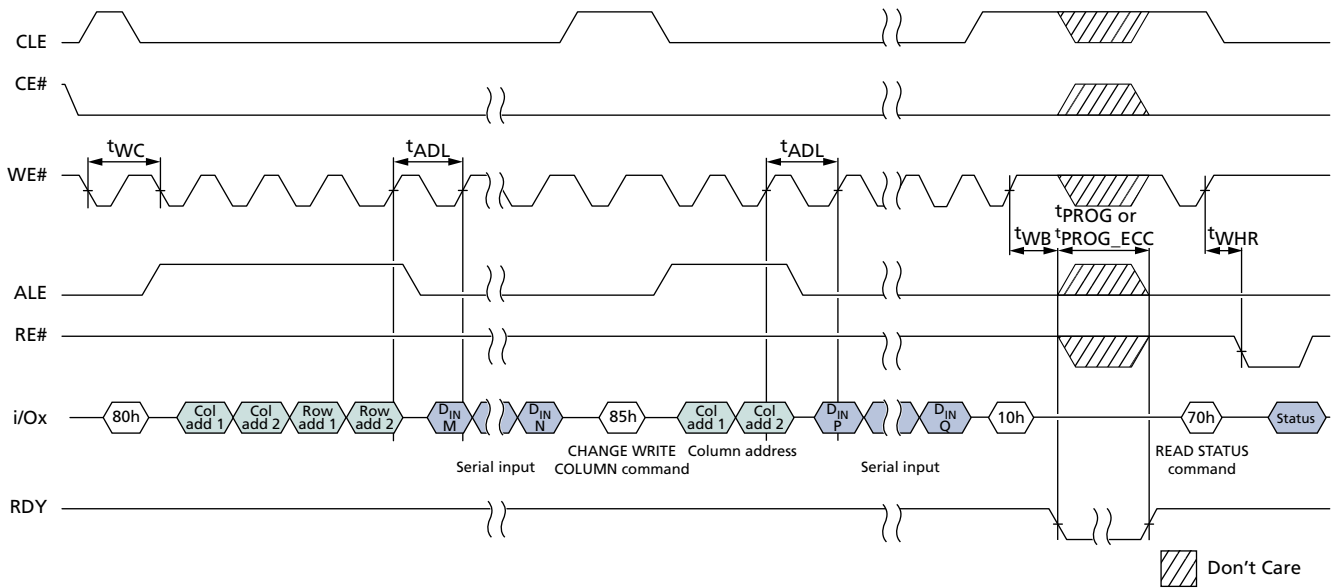 CLE
CE#
tWC
tADL
tADL
WE#
tWB
tPROG or
tPROG_ECC
tWHR
ALE
RE#
i/Ox
80h
Col
add 1
Col
add 2
Row
add 1
Row
add 2
DIN
M
DIN
N
85h
Col
add 1
Col
add 2
DIN
P
DIN
Q
10h
70h
Status
Serial input
CHANGE WRITE
COLUMN command
Column address
Serial input
READ STATUS
command
RDY
Don't Care